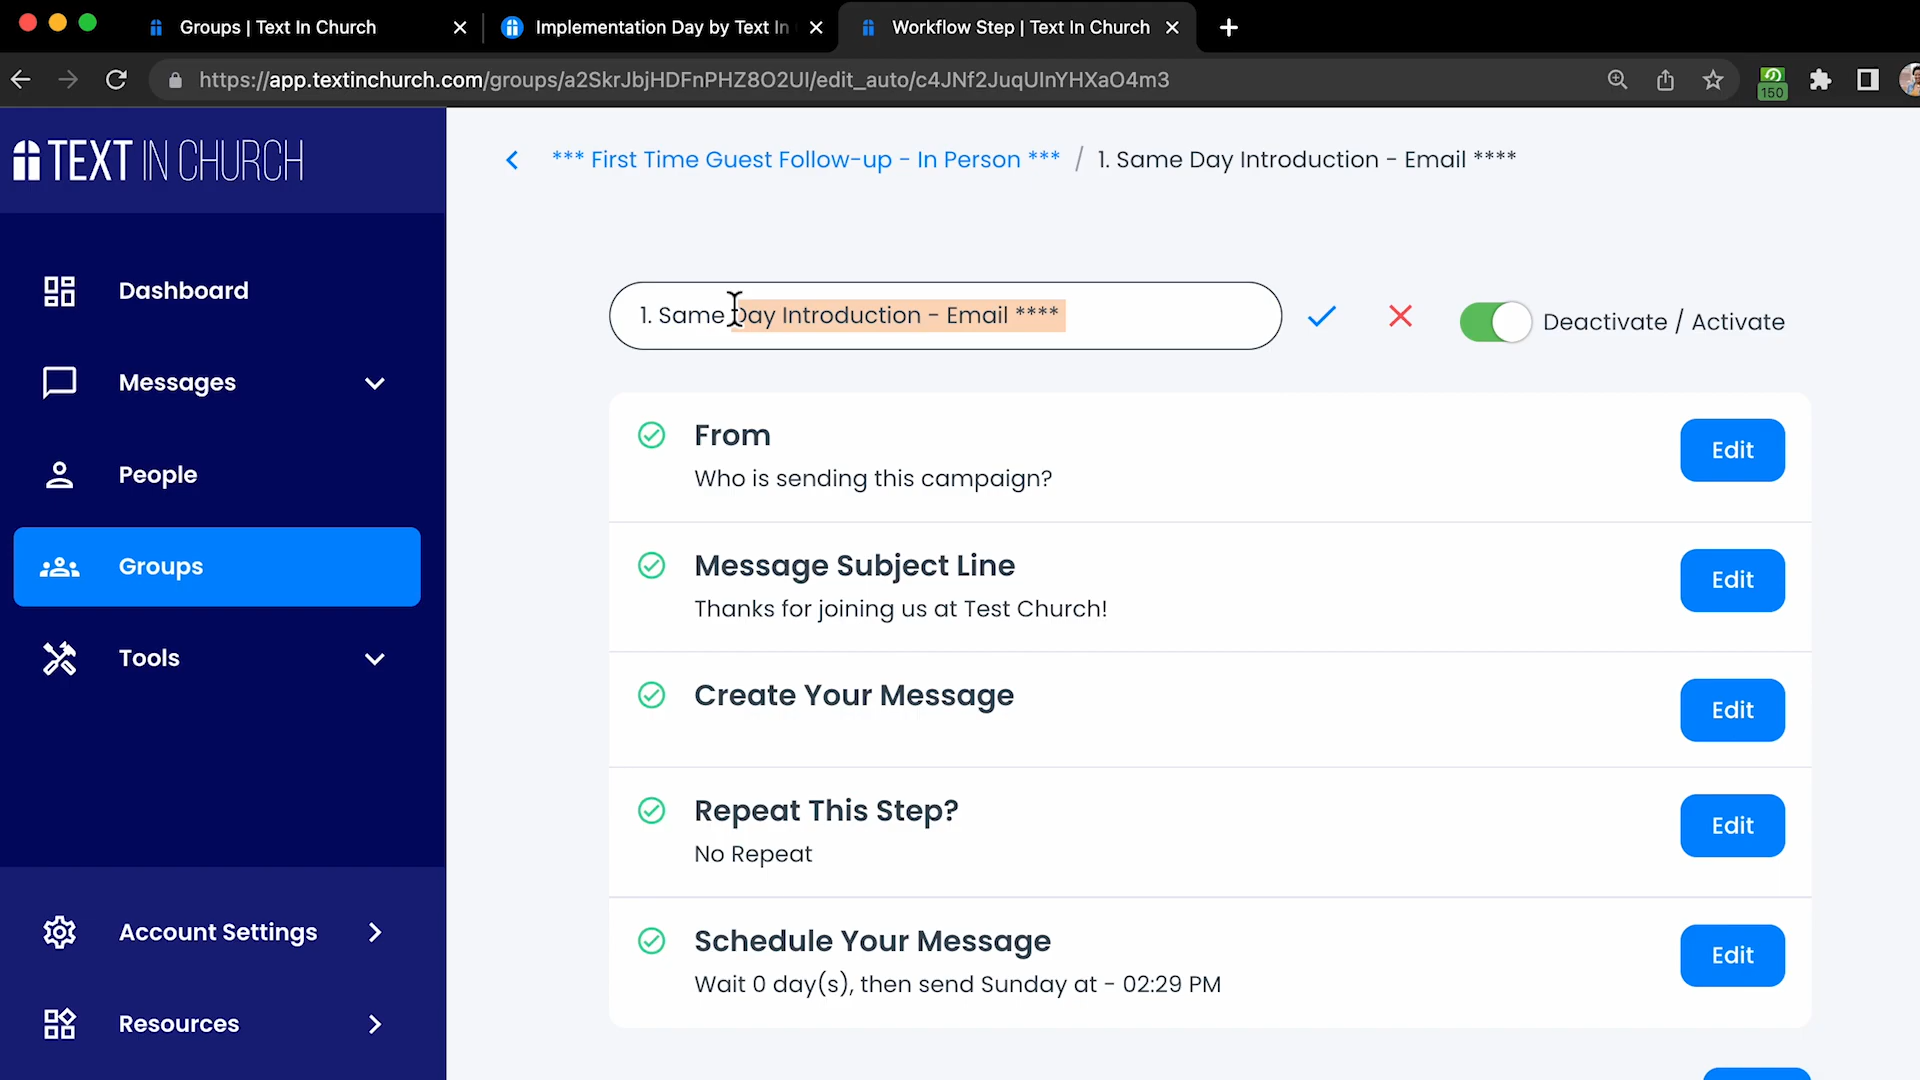 Groups | Text In Church
Implementation Day by Text In
Workflow Step | Text In Church
https://app.textinchurch.com/groups/a2SkrJbjHDFnPHZ8O2UI/edit_auto/c4JNf2JuqUInYHXaO4m3
150
TEXT IN CHURCH
*** First Time Guest Follow-up - In Person *** / 1. Same Day Introduction - Email ****
Dashboard
1. Same Day Introduction - Email ****
Deactivate / Activate
Messages
From
Edit
Who is sending this campaign?
People
Message Subject Line
Edit
Thanks for joining us at Test Church!
Groups
Create Your Message
Edit
Tools
Repeat This Step?
Edit
No Repeat
Account Settings
Schedule Your Message
Edit
Wait 0 day(s), then send Sunday at - 02:29 PM
Resources